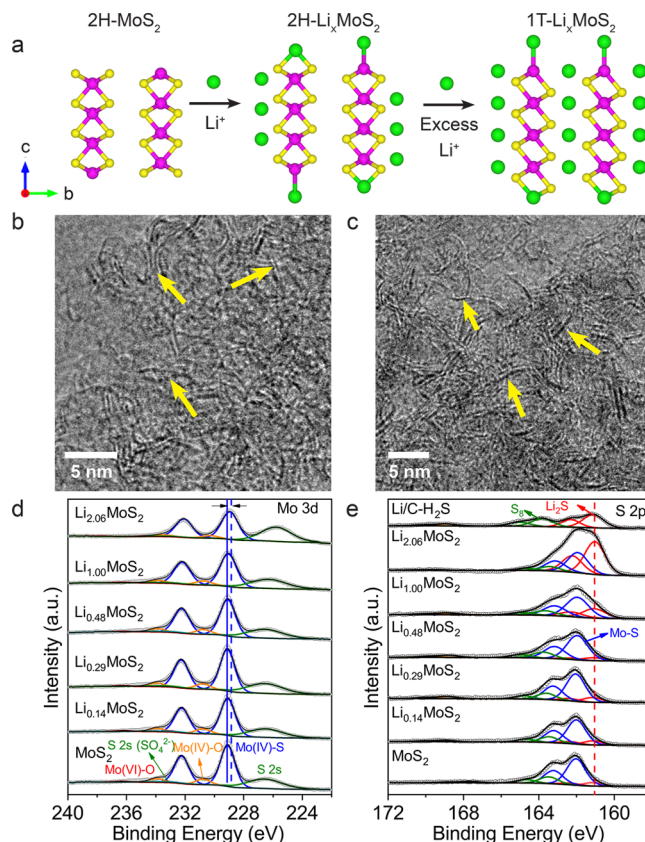 2H-MoS2
2H-LixMoS2
1T-LixMoS2
a
Li+
Excess
Li+
c
b
b
5 nm
c
5 nm
d
Mo 3d
Li2.06MoS2
Li1.00MoS2
Li0.48MoS2
Li0.29MoS2
Li0.14MoS2
S 2s (SO4 2-)
Mo(IV)-O
Mo(IV)-S
MoS2
Mo(VI)-O
S 2s
Intensity (a.u.)
240 236 232 228 224
Binding Energy (eV)
e
Li/C-H2S
S8
Li2S
S 2p
Li2.06MoS2
Li1.00MoS2
Li0.48MoS2
Mo-S
Li0.29MoS2
Li0.14MoS2
MoS2
Intensity (a.u.)
172 168 164 160
Binding Energy (eV)